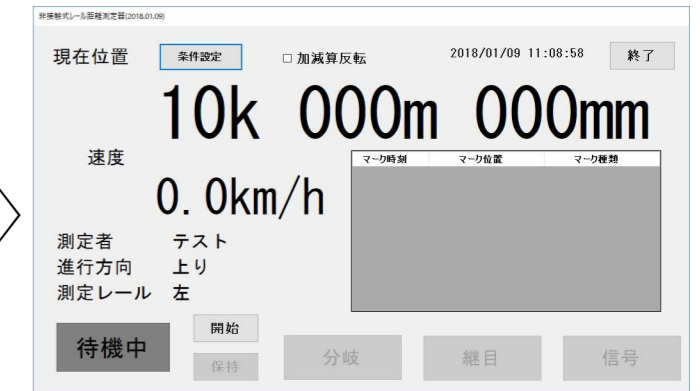 非接触式レール距離測定器(2018.01.09)
現在位置 条件設定 □ 加減算反転 2018/01/09 11:08:58 終了
10k 000m 000mm
速度
マーク時刻 マーク位置 マーク種類
0.0km/h
測定者 テスト
進行方向 上り
測定レール 左
待機中 開始
保持
分岐 継目 信号